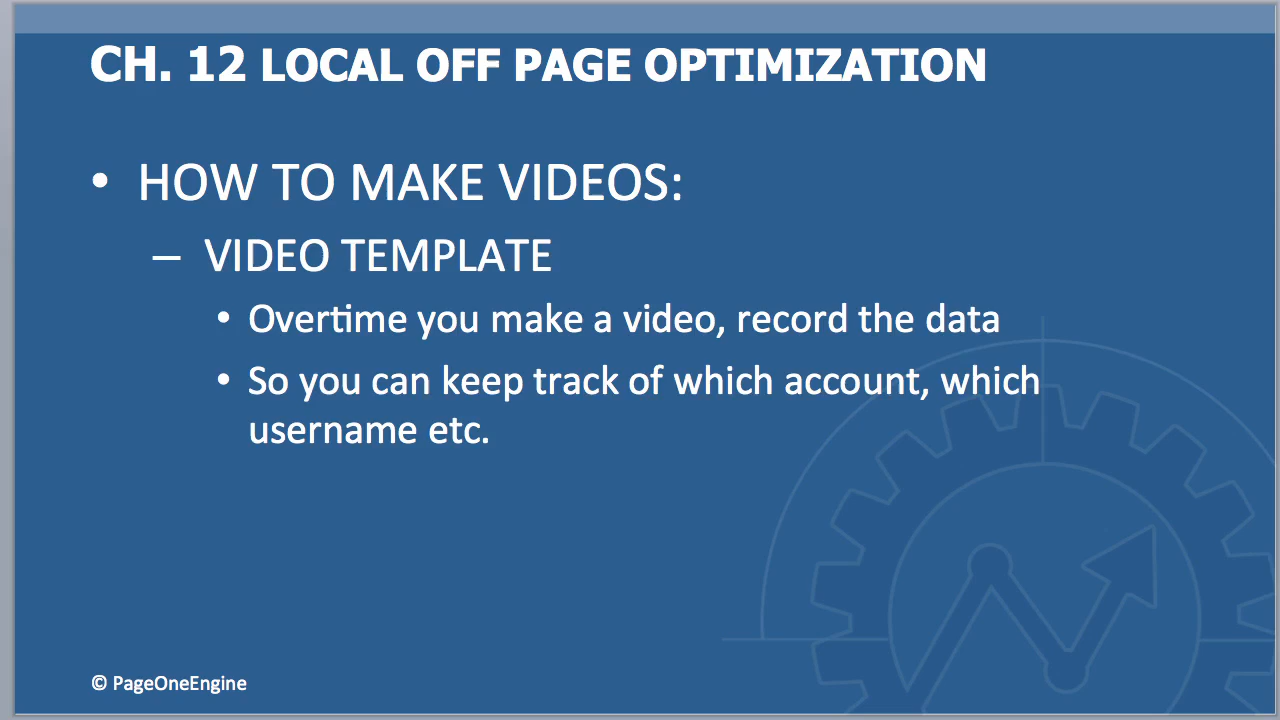 CH. 12 LOCAL OFF PAGE OPTIMIZATION
• HOW TO MAKE VIDEOS:
– VIDEO TEMPLATE
• Overtime you make a video, record the data
• So you can keep track of which account, which
username etc.
© PageOneEngine